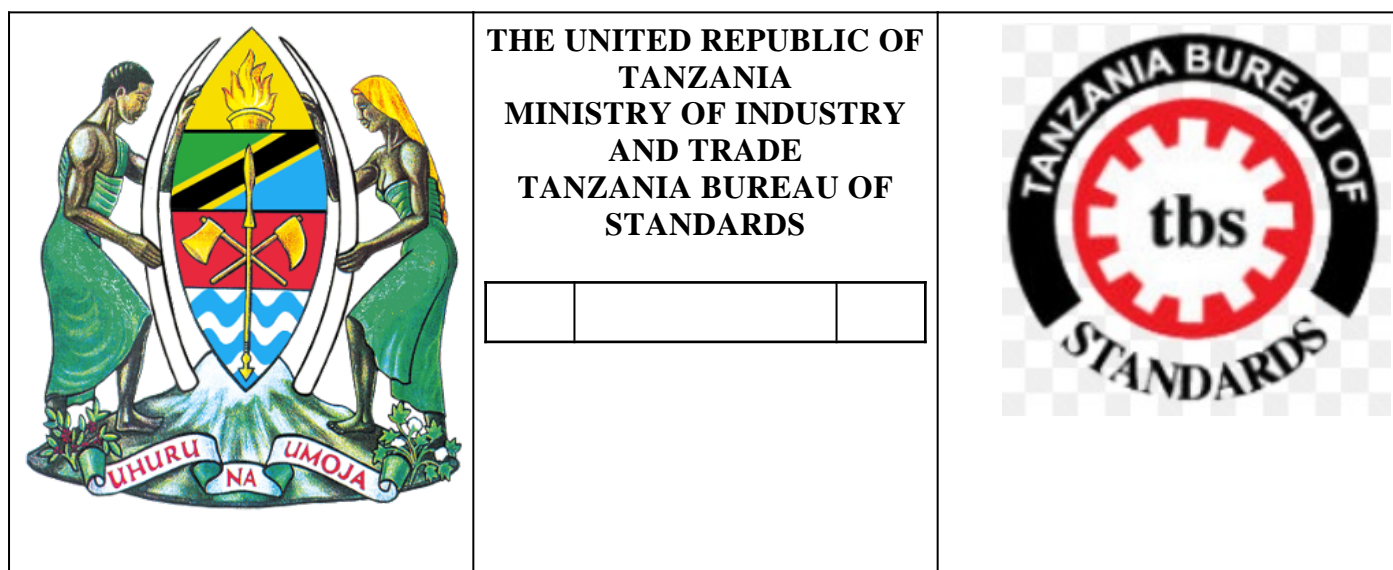 UHURU NA UMOJA
THE UNITED REPUBLIC OF
TANZANIA
MINISTRY OF INDUSTRY
AND TRADE
TANZANIA BUREAU OF
STANDARDS
TANZANIA BUREAU OF
tbs
STANDARDS